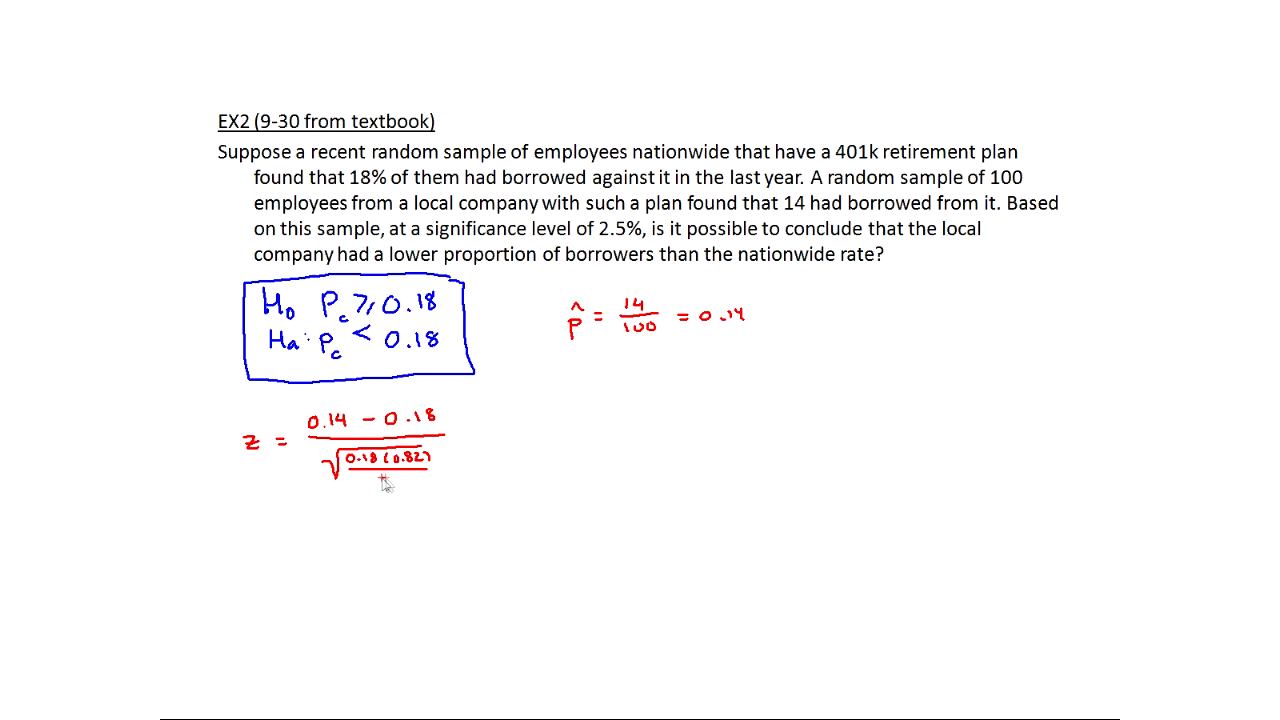 EX2 (9-30 from textbook)
Suppose a recent random sample of employees nationwide that have a 401k retirement plan
found that 18% of them had borrowed against it in the last year. A random sample of 100
employees from a local company with such a plan found that 14 had borrowed from it. Based
on this sample, at a significance level of 2.5%, is it possible to conclude that the local
company had a lower proportion of borrowers than the nationwide rate?
H₀ P_c ≥ 0.18
Hₐ: P_c < 0.18
p̂ = 14/100 = 0.14
z = (0.14 - 0.18) / √(0.18(0.82)/